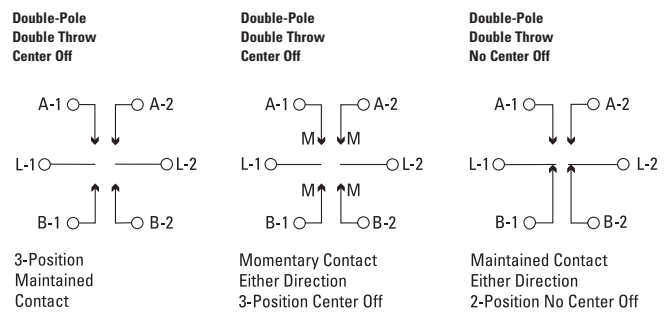 Double-Pole
Double Throw
Center Off
A-1 A-2
L-1 L-2
B-1 B-2
3-Position
Maintained
Contact
Double-Pole
Double Throw
Center Off
A-1 A-2
M M
L-1 L-2
M M
B-1 B-2
Momentary Contact
Either Direction
3-Position Center Off
Double-Pole
Double Throw
No Center Off
A-1 A-2
L-1 L-2
B-1 B-2
Maintained Contact
Either Direction
2-Position No Center Off